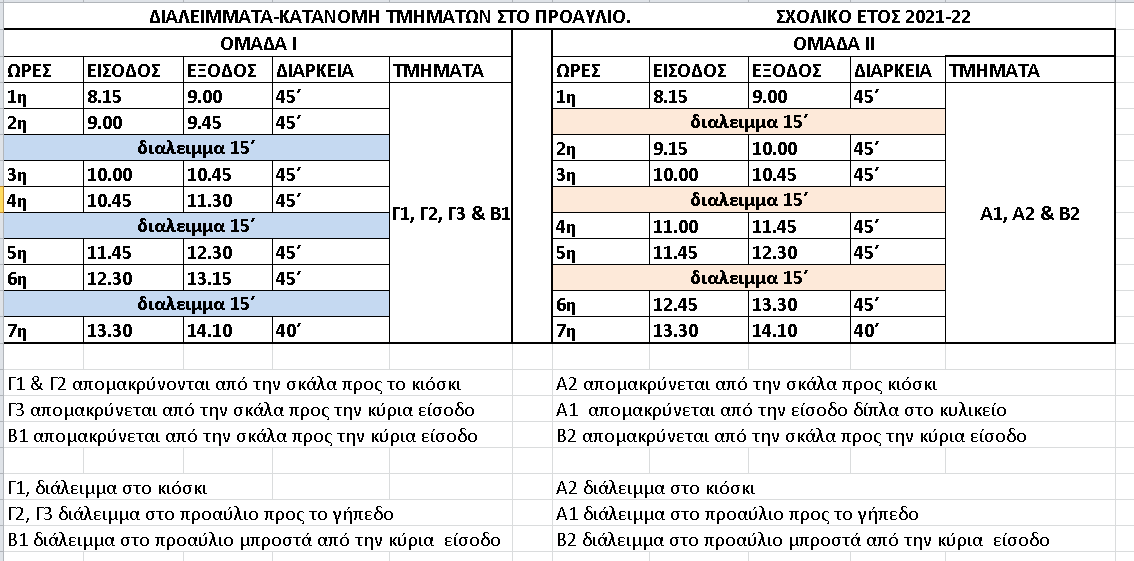 ΔΙΑΛΕΙΜΜΑΤΑ-ΚΑΤΑΝΟΜΗ ΤΜΗΜΑΤΩΝ ΣΤΟ ΠΡΟΑΥΛΙΟ. ΣΧΟΛΙΚΟ ΕΤΟΣ 2021-22
ΟΜΑΔΑ Ι ΟΜΑΔΑ ΙΙ
ΩΡΕΣ ΕΙΣΟΔΟΣ ΕΞΟΔΟΣ ΔΙΑΡΚΕΙΑ ΤΜΗΜΑΤΑ ΩΡΕΣ ΕΙΣΟΔΟΣ ΕΞΟΔΟΣ ΔΙΑΡΚΕΙΑ ΤΜΗΜΑΤΑ
1η 8.15 9.00 45΄ 1η 8.15 9.00 45΄
2η 9.00 9.45 45΄ διαλειμμα 15΄
διαλειμμα 15΄ 2η 9.15 10.00 45΄
3η 10.00 10.45 45΄ 3η 10.00 10.45 45΄
4η 10.45 11.30 45΄ διαλειμμα 15΄
Γ1, Γ2, Γ3 & Β1 Α1, Α2 & Β2
διαλειμμα 15΄ 4η 11.00 11.45 45΄
5η 11.45 12.30 45΄ 5η 11.45 12.30 45΄
6η 12.30 13.15 45΄ διαλειμμα 15΄
διαλειμμα 15΄ 6η 12.45 13.30 45΄
7η 13.30 14.10 40΄ 7η 13.30 14.10 40΄
Γ1 & Γ2 απομακρύνονται από την σκάλα προς το κιόσκι Α2 απομακρύνεται από την σκάλα προς κιόσκι
Γ3 απομακρύνεται από την σκάλα προς την κύρια είσοδο Α1 απομακρύνεται από την είσοδο δίπλα στο κυλικείο
Β1 απομακρύνεται από την σκάλα προς την κύρια είσοδο Β2 απομακρύνεται από την σκάλα προς την κύρια είσοδο
Γ1, διάλειμμα στο κιόσκι Α2 διάλειμμα στο κιόσκι
Γ2, Γ3 διάλειμμα στο προαύλιο προς το γήπεδο Α1 διάλειμμα στο προαύλιο προς το γήπεδο
Β1 διάλειμμα στο προαύλιο μπροστά από την κύρια είσοδο Β2 διάλειμμα στο προαύλιο μπροστά από την κύρια είσοδο